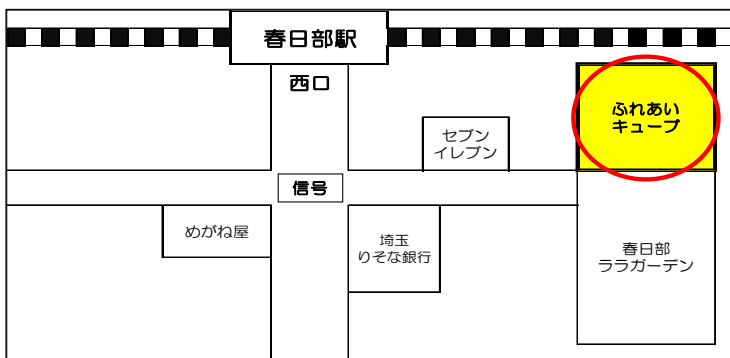 春日部駅
西口
ふれあい
キューブ
セブン
イレブン
信号
めがね屋
埼玉
りそな銀行
春日部
ララガーデン